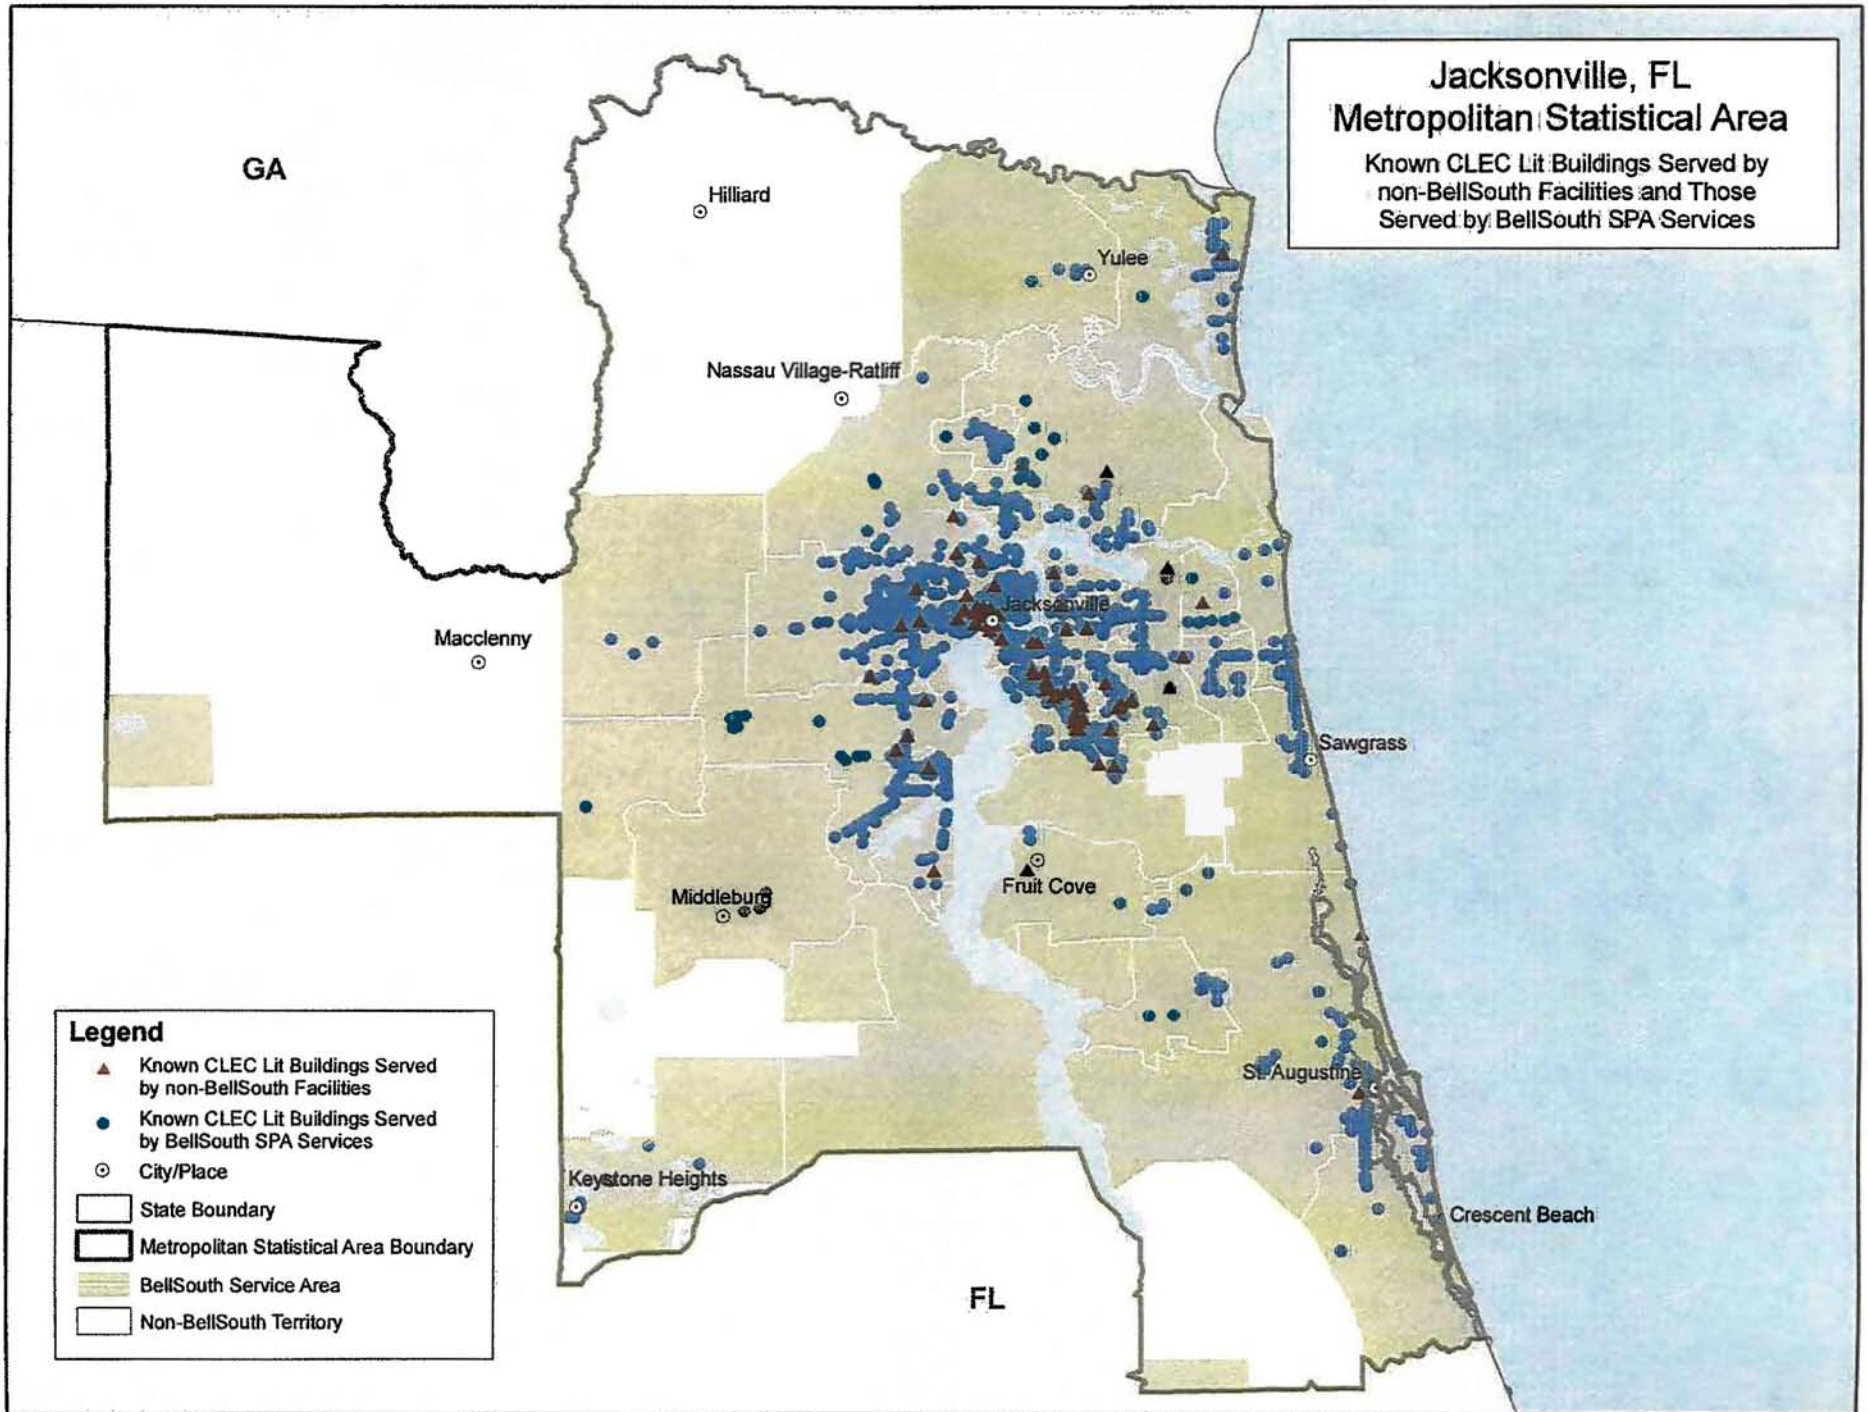 Jacksonville, FL
Metropolitan Statistical Area
Known CLEC Lit Buildings Served by
non-BellSouth Facilities and Those
Served by BellSouth SPA Services
GA
Hilliard
Yulee
Nassau Village-Ratliff
Jacksonville
Macclenny
Sawgrass
Fruit Cove
Middleburg
St. Augustine
Keystone Heights
Crescent Beach
FL
Legend
Known CLEC Lit Buildings Served
by non-BellSouth Facilities
Known CLEC Lit Buildings Served
by BellSouth SPA Services
City/Place
State Boundary
Metropolitan Statistical Area Boundary
BellSouth Service Area
Non-BellSouth Territory